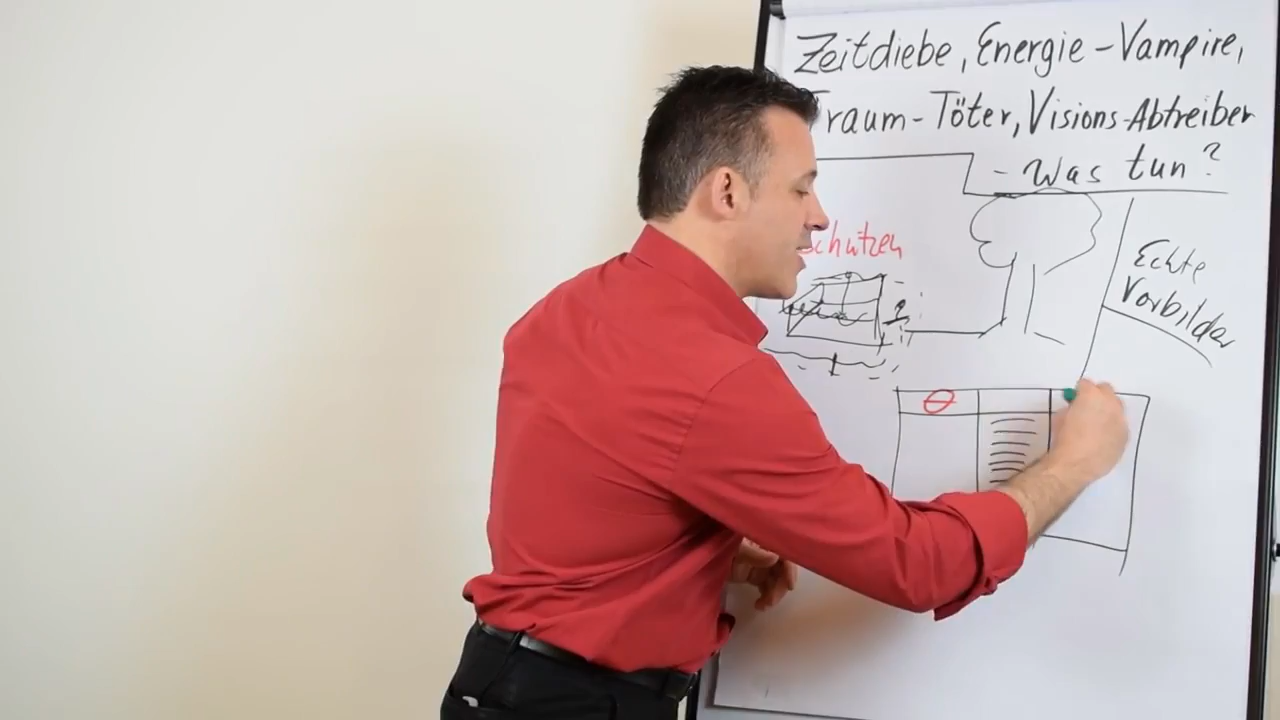 Zeitdiebe, Energie-Vampire,
Traum-Töter, Visions-Abtreiber
- Was tun?
Schützen
Echte
Vorbilder